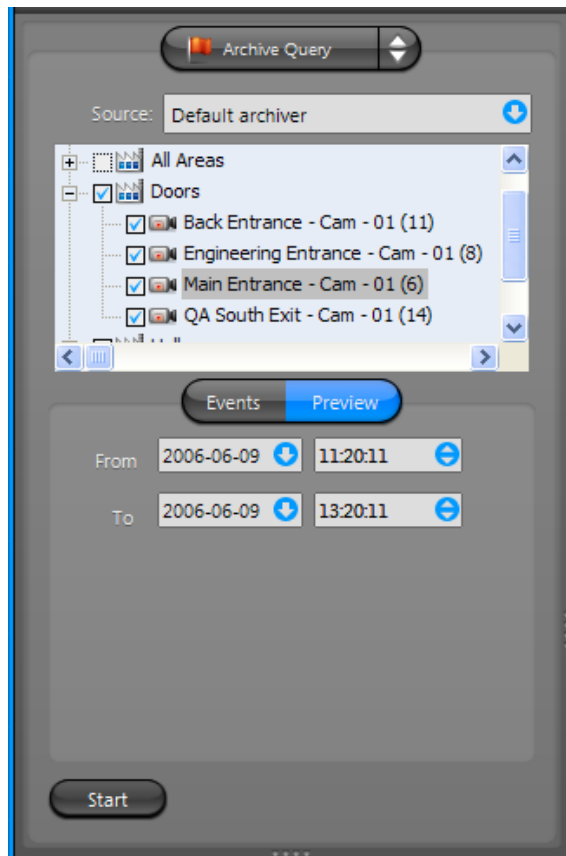 Archive Query
Source: Default archiver
All Areas
Doors
Back Entrance - Cam - 01 (11)
Engineering Entrance - Cam - 01 (8)
Main Entrance - Cam - 01 (6)
QA South Exit - Cam - 01 (14)
Events Preview
From 2006-06-09 11:20:11
To 2006-06-09 13:20:11
Start